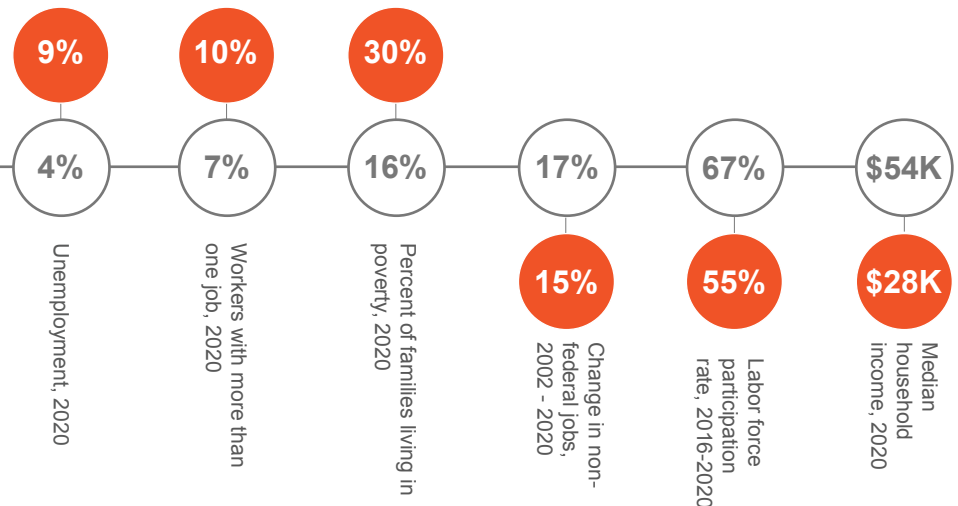 9%
10%
30%
4%
7%
16%
17%
67%
$54K
15%
55%
$28K
Unemployment, 2020
Workers with more than
one job, 2020
Percent of families living in
poverty, 2020
Change in non-
federal jobs,
2002 - 2020
Labor force
participation
rate, 2016-2020
Median
household
income, 2020